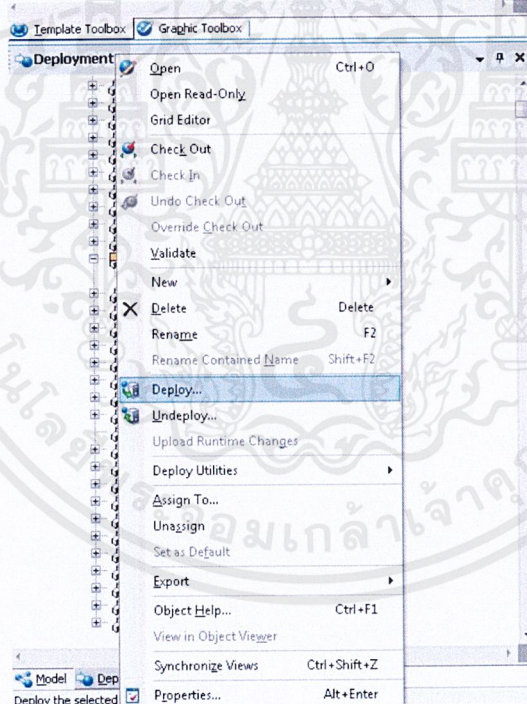 Template Toolbox Graphic Toolbox
Deployment
Open Ctrl+O
Open Read-Only
Grid Editor
Check Out
Check In
Undo Check Out
Override Check Out
Validate
New
Delete Delete
Rename F2
Rename Contained Name Shift+F2
Deploy...
Undeploy...
Upload Runtime Changes
Deploy Utilities
Assign To...
Unassign
Set as Default
Export
Object Help... Ctrl+F1
View in Object Viewer
Synchronize Views Ctrl+Shift+Z
Model Dep
Properties... Alt+Enter
Deploy the selected